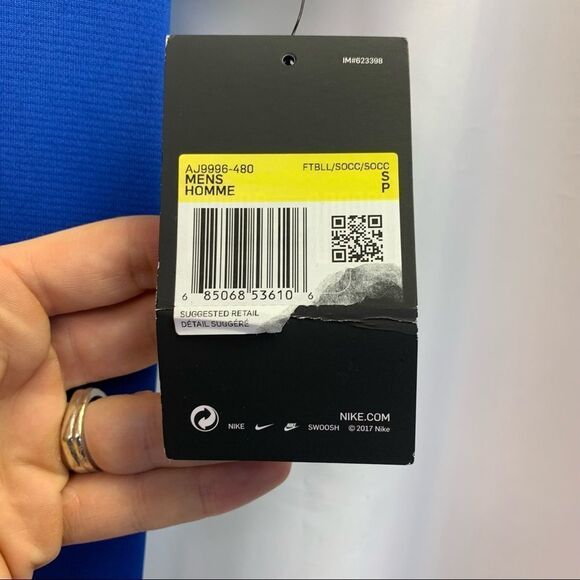 IM#623398
AJ9996-480 FTBLL/SOCC/SOCC
MENS S
HOMME P
6 85068 53610 6
SUGGESTED RETAIL
DÉTAIL SUGGÉRÉ
NIKE.COM
NIKE SWOOSH © 2017 Nike